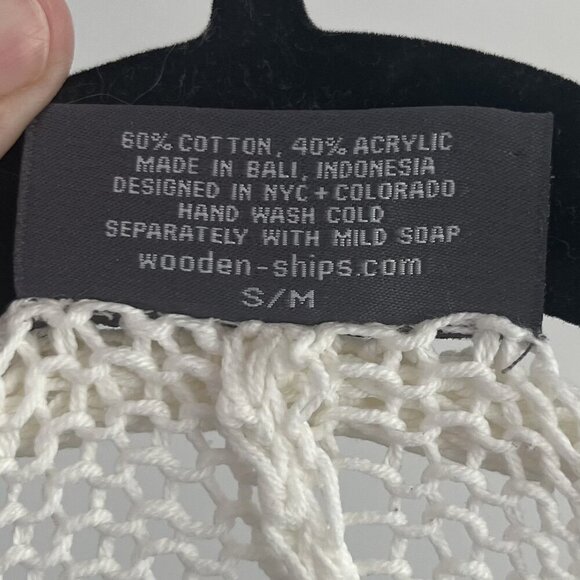 60% COTTON, 40% ACRYLIC
MADE IN BALI, INDONESIA
DESIGNED IN NYC + COLORADO
HAND WASH COLD
SEPARATELY WITH MILD SOAP
wooden-ships.com
S/M